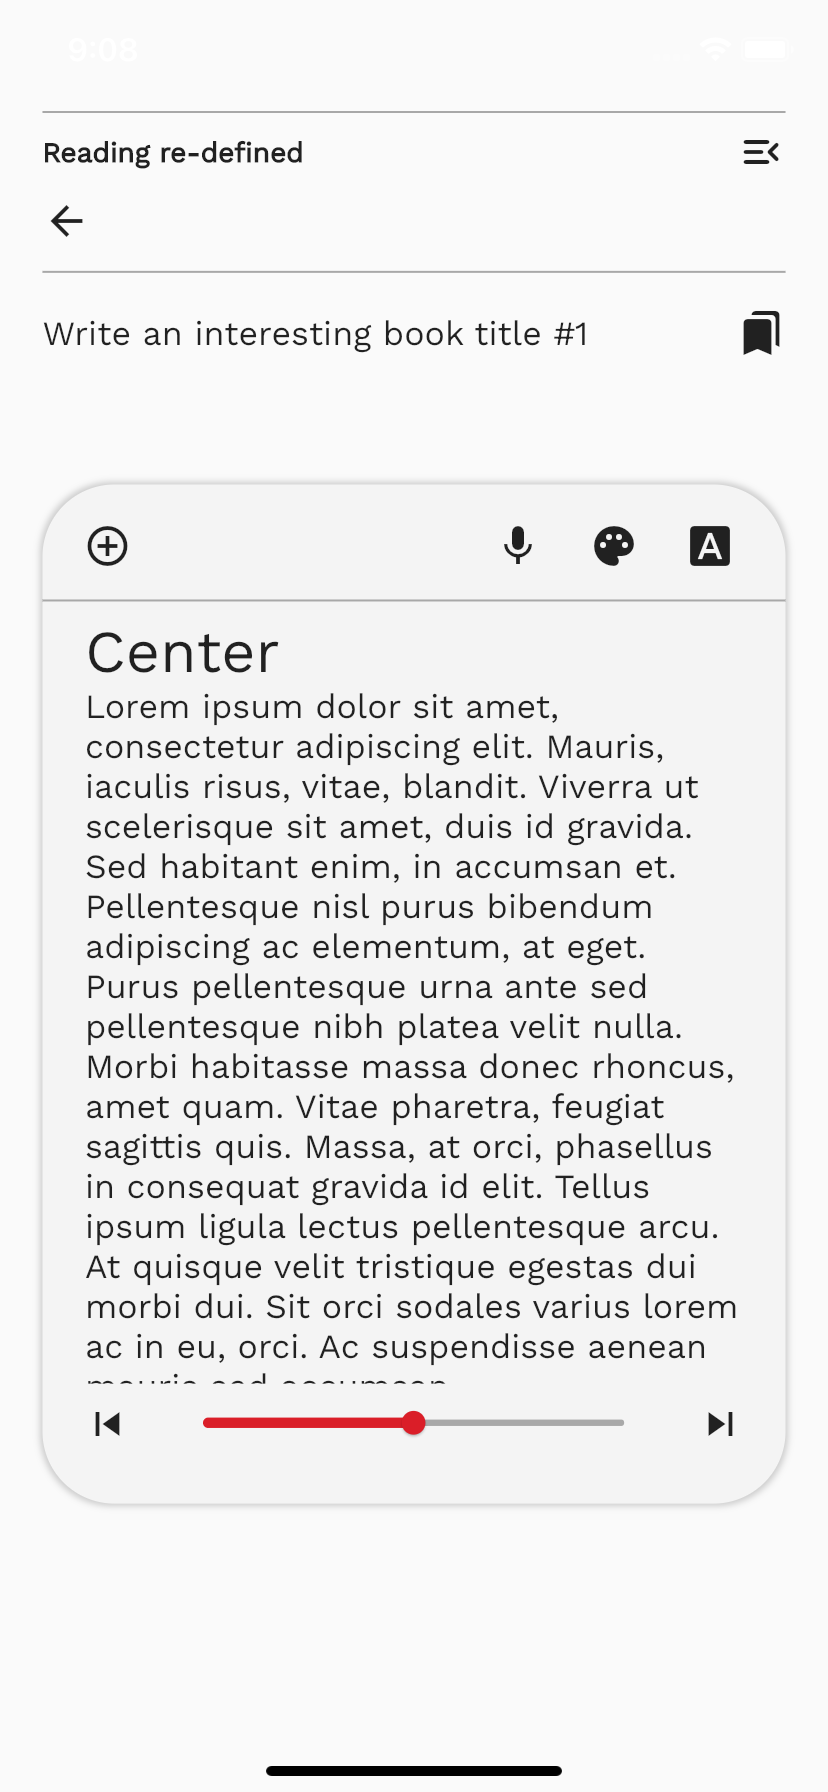 9:08
Reading re-defined
Write an interesting book title #1
A
Center
Lorem ipsum dolor sit amet,
consectetur adipiscing elit. Mauris,
iaculis risus, vitae, blandit. Viverra ut
scelerisque sit amet, duis id gravida.
Sed habitant enim, in accumsan et.
Pellentesque nisl purus bibendum
adipiscing ac elementum, at eget.
Purus pellentesque urna ante sed
pellentesque nibh platea velit nulla.
Morbi habitasse massa donec rhoncus,
amet quam. Vitae pharetra, feugiat
sagittis quis. Massa, at orci, phasellus
in consequat gravida id elit. Tellus
ipsum ligula lectus pellentesque arcu.
At quisque velit tristique egestas dui
morbi dui. Sit orci sodales varius lorem
ac in eu, orci. Ac suspendisse aenean